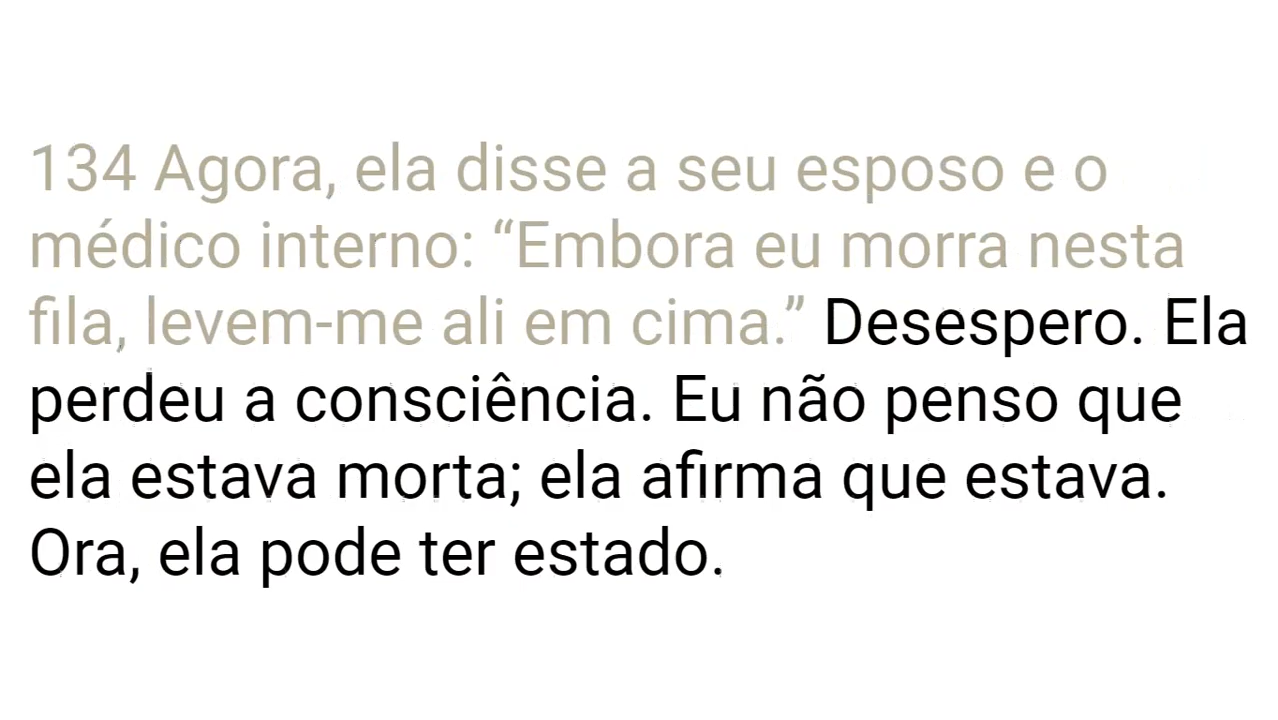 134 Agora, ela disse a seu esposo e o
médico interno: “Embora eu morra nesta
fila, levem-me ali em cima.” Desespero. Ela
perdeu a consciência. Eu não penso que
ela estava morta; ela afirma que estava.
Ora, ela pode ter estado.